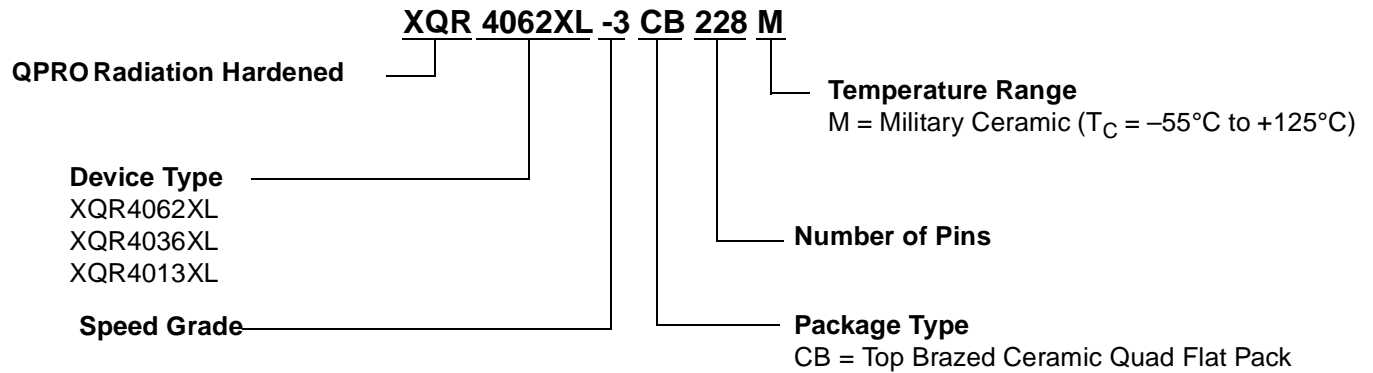 XQR 4062XL -3 CB 228 M
QPRO Radiation Hardened
Temperature Range
M = Military Ceramic (TC = –55°C to +125°C)
Device Type
XQR4062XL
XQR4036XL
XQR4013XL
Number of Pins
Speed Grade
Package Type
CB = Top Brazed Ceramic Quad Flat Pack